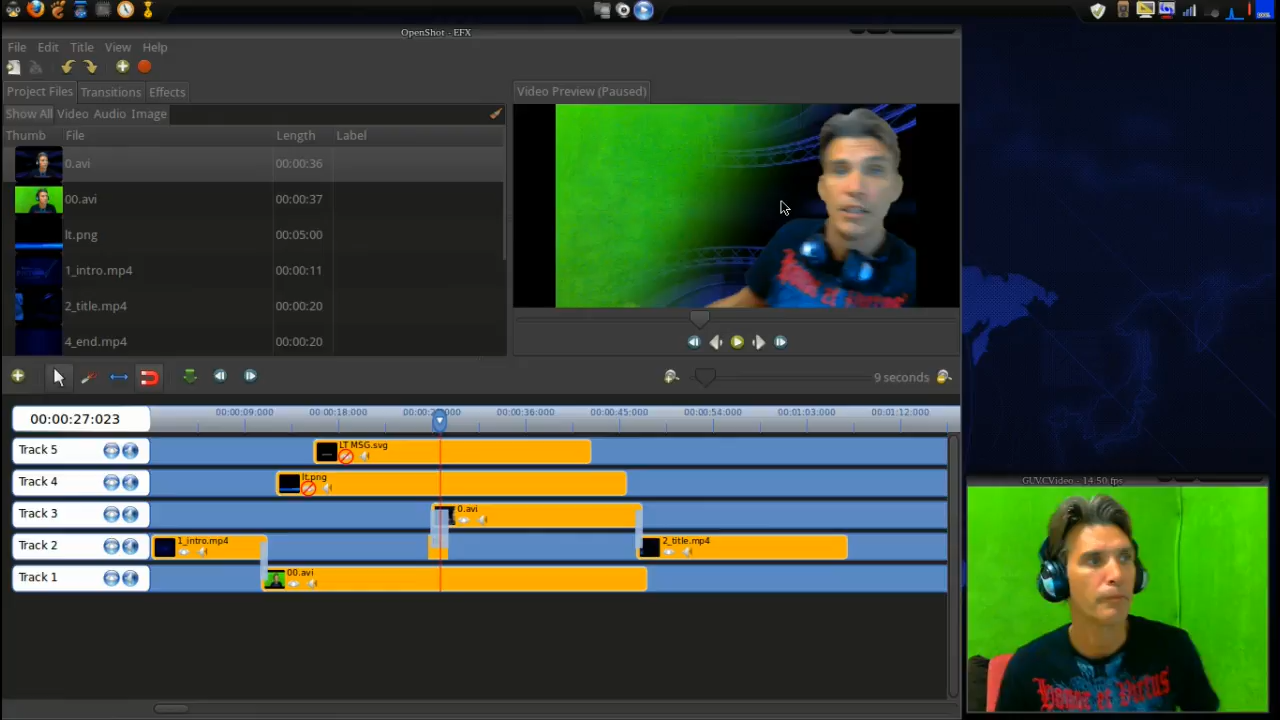 OpenShot - EFX
File Edit Title View Help
Project Files Transitions Effects
Video Preview (Paused)
Show All Video Audio Image
Thumb File Length Label
0.avi 00:00:36
00.avi 00:00:37
lt.png 00:05:00
1_intro.mp4 00:00:11
2_title.mp4 00:00:20
4_end.mp4 00:00:20
9 seconds
00:00:27:023
00:00:09:000 00:00:18:000 00:00:36:000 00:00:45:000 00:00:54:000 00:01:03:000 00:01:12:000
Track 5 LT MSG.svg
Track 4 lt.png
Track 3 0.avi
Track 2 1_intro.mp4 2_title.mp4
Track 1 00.avi
GUVCVideo - 14.50 fps